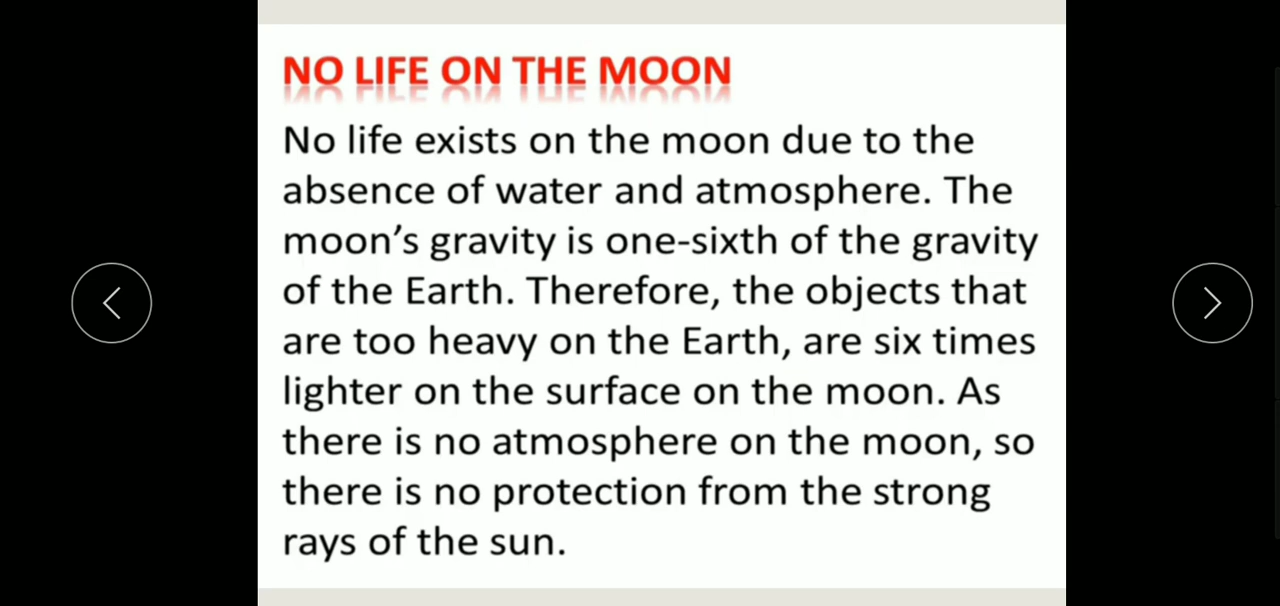 NO LIFE ON THE MOON
No life exists on the moon due to the
absence of water and atmosphere. The
moon’s gravity is one-sixth of the gravity
of the Earth. Therefore, the objects that
are too heavy on the Earth, are six times
lighter on the surface on the moon. As
there is no atmosphere on the moon, so
there is no protection from the strong
rays of the sun.